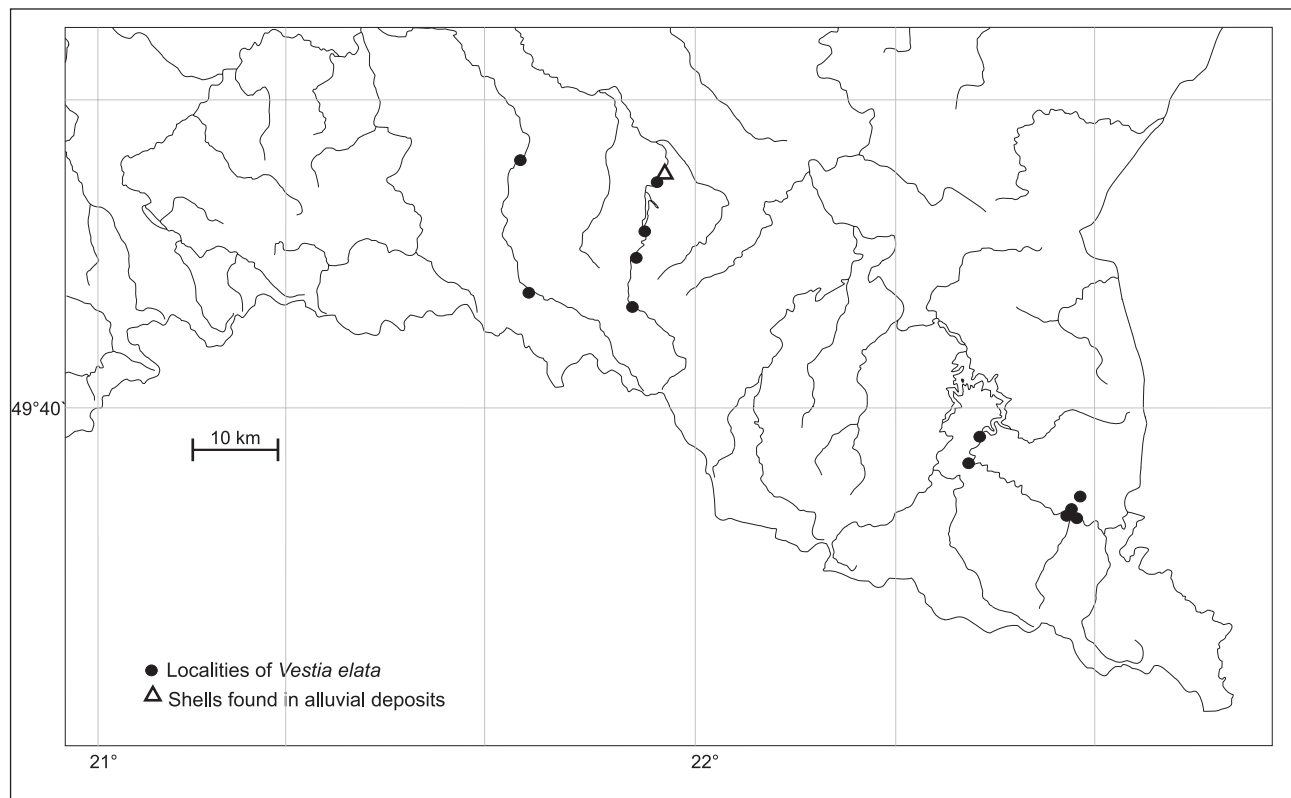 49°40`
10 km
● Localities of Vestia elata
△ Shells found in alluvial deposits
21°
22°